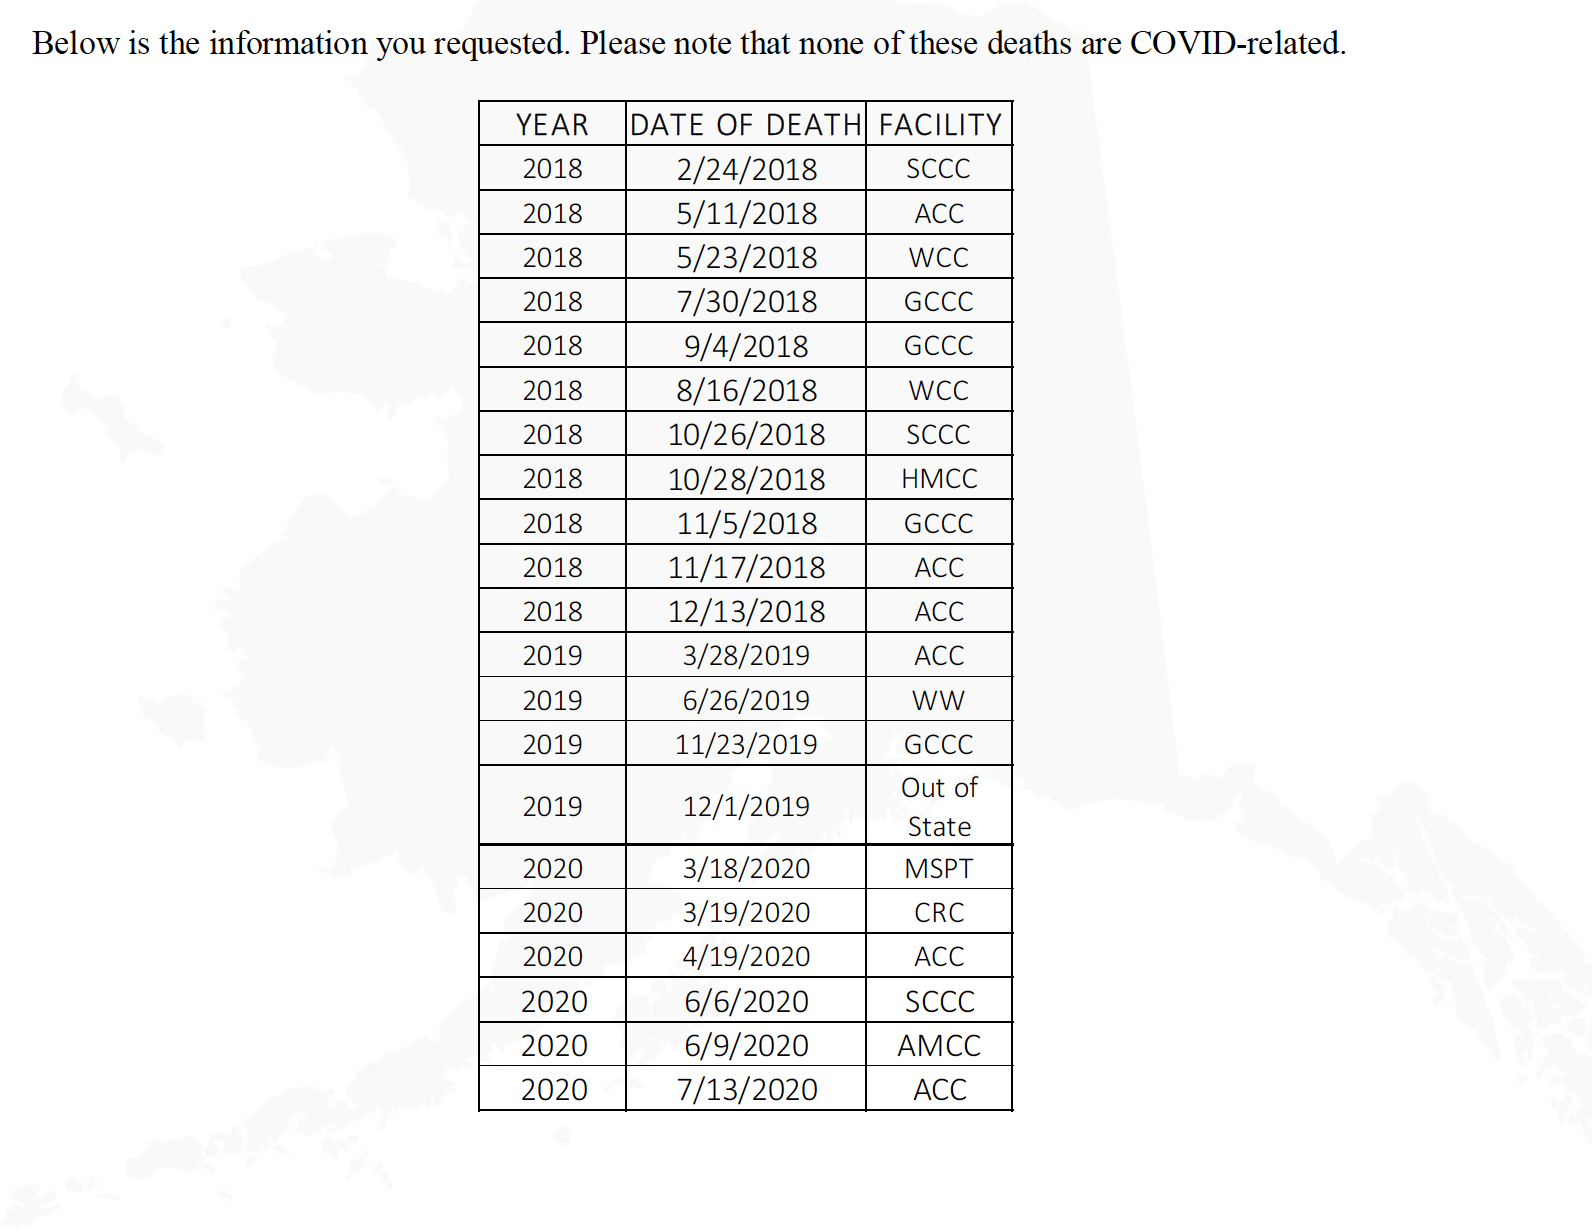 Below is the information you requested. Please note that none of these deaths are COVID-related.
YEAR DATE OF DEATH FACILITY
2018 2/24/2018 SCCC
2018 5/11/2018 ACC
2018 5/23/2018 WCC
2018 7/30/2018 GCCC
2018 9/4/2018 GCCC
2018 8/16/2018 WCC
2018 10/26/2018 SCCC
2018 10/28/2018 HMCC
2018 11/5/2018 GCCC
2018 11/17/2018 ACC
2018 12/13/2018 ACC
2019 3/28/2019 ACC
2019 6/26/2019 WW
2019 11/23/2019 GCCC
2019 12/1/2019 Out of
State
2020 3/18/2020 MSPT
2020 3/19/2020 CRC
2020 4/19/2020 ACC
2020 6/6/2020 SCCC
2020 6/9/2020 AMCC
2020 7/13/2020 ACC